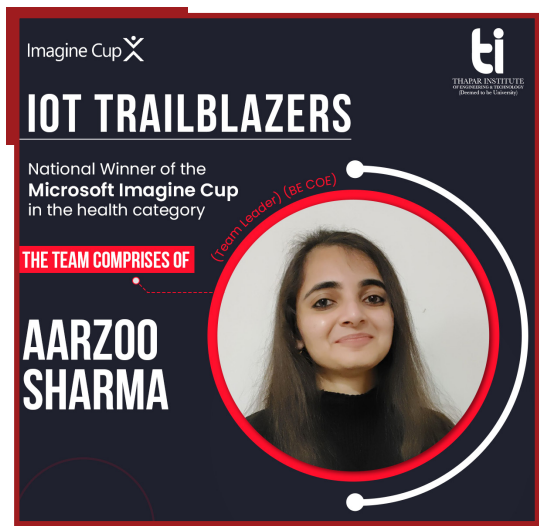 Imagine Cup
ti
THAPAR INSTITUTE
OF ENGINEERING & TECHNOLOGY
(Deemed to be University)
IOT TRAILBLAZERS
National Winner of the
Microsoft Imagine Cup
in the health category
(Team Leader) (BE COE)
THE TEAM COMPRISES OF
AARZOO
SHARMA